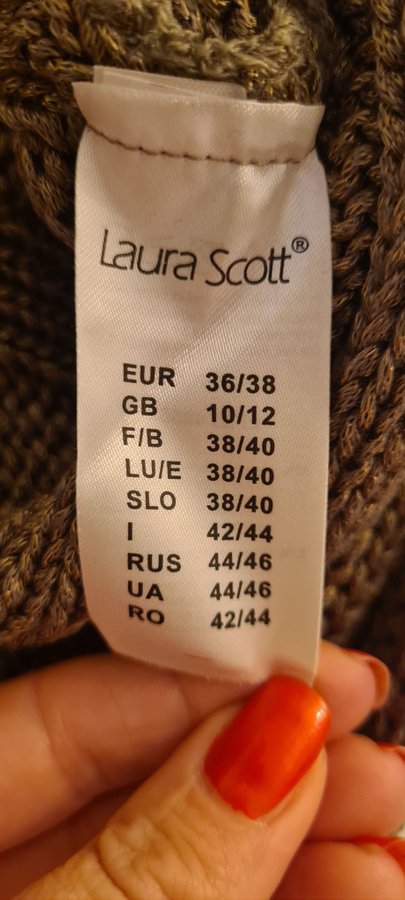 Laura Scott®
EUR 36/38
GB 10/12
F/B 38/40
LU/E 38/40
SLO 38/40
I 42/44
RUS 44/46
UA 44/46
RO 42/44